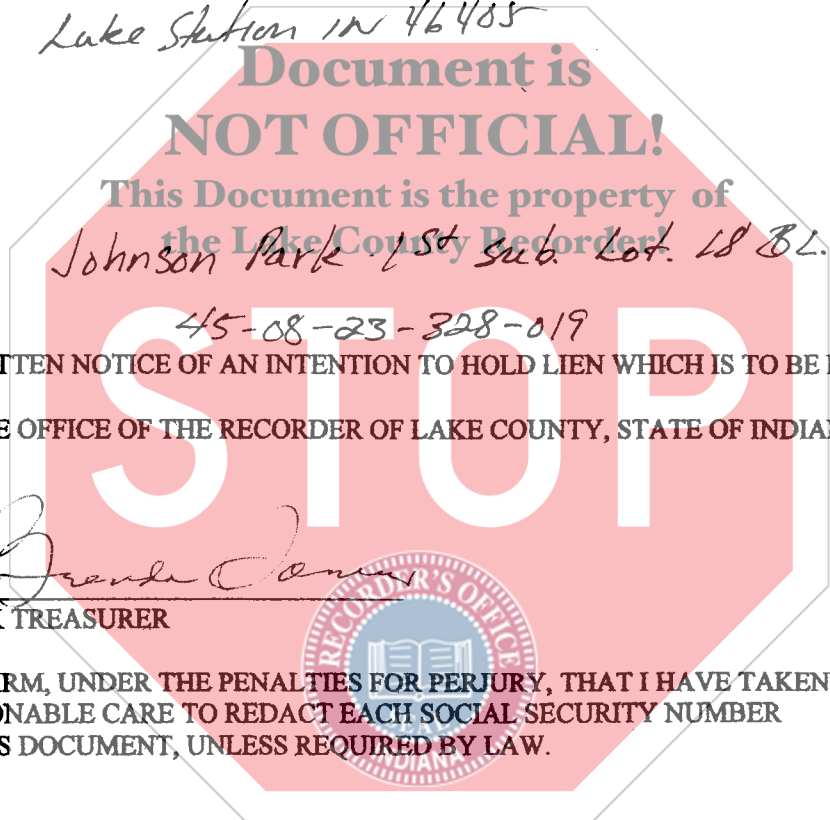 Lake Station IN 46405
Document is
NOT OFFICIAL!
This Document is the property of
the Lake County Recorder!
Johnson Park 1st sub. Lot. 18 BL.
45-08-23-328-019
TTEN NOTICE OF AN INTENTION TO HOLD LIEN WHICH IS TO BE
E OFFICE OF THE RECORDER OF LAKE COUNTY, STATE OF INDIA
STOP
Brenda
TREASURER
RECORDER'S OFFICE
RM, UNDER THE PENALTIES FOR PERJURY, THAT I HAVE TAKEN
ONABLE CARE TO REDACT EACH SOCIAL SECURITY NUMBER
S DOCUMENT, UNLESS REQUIRED BY LAW.
SEAL
INDIANA